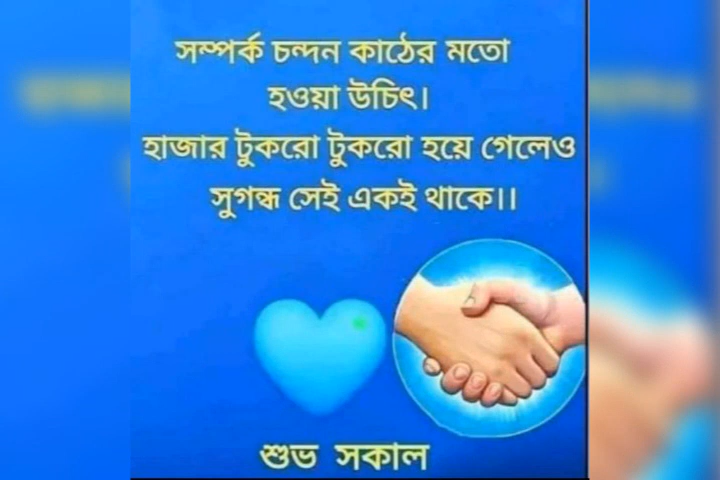 সম্পর্ক চন্দন কাঠের মতো
হওয়া উচিৎ।
হাজার টুকরো টুকরো হয়ে গেলেও
সুগন্ধ সেই একই থাকে।।
শুভ সকাল